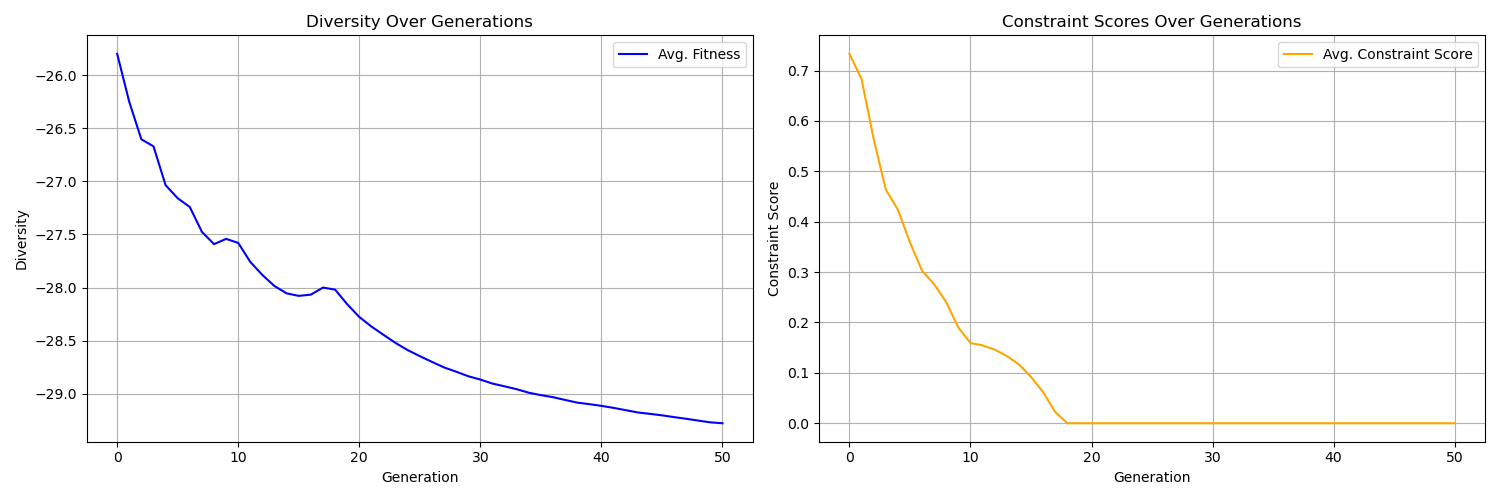 Diversity Over Generations
Avg. Fitness
Diversity
−26.0
−26.5
−27.0
−27.5
−28.0
−28.5
−29.0
0 10 20 30 40 50
Generation
Constraint Scores Over Generations
Avg. Constraint Score
Constraint Score
0.7
0.6
0.5
0.4
0.3
0.2
0.1
0.0
0 10 20 30 40 50
Generation